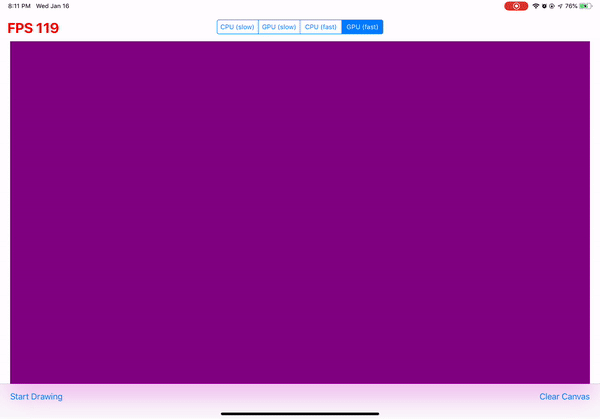 8:11 PM Wed Jan 16 76%
FPS 119 CPU (slow) GPU (slow) CPU (fast) GPU (fast)
Start Drawing Clear Canvas